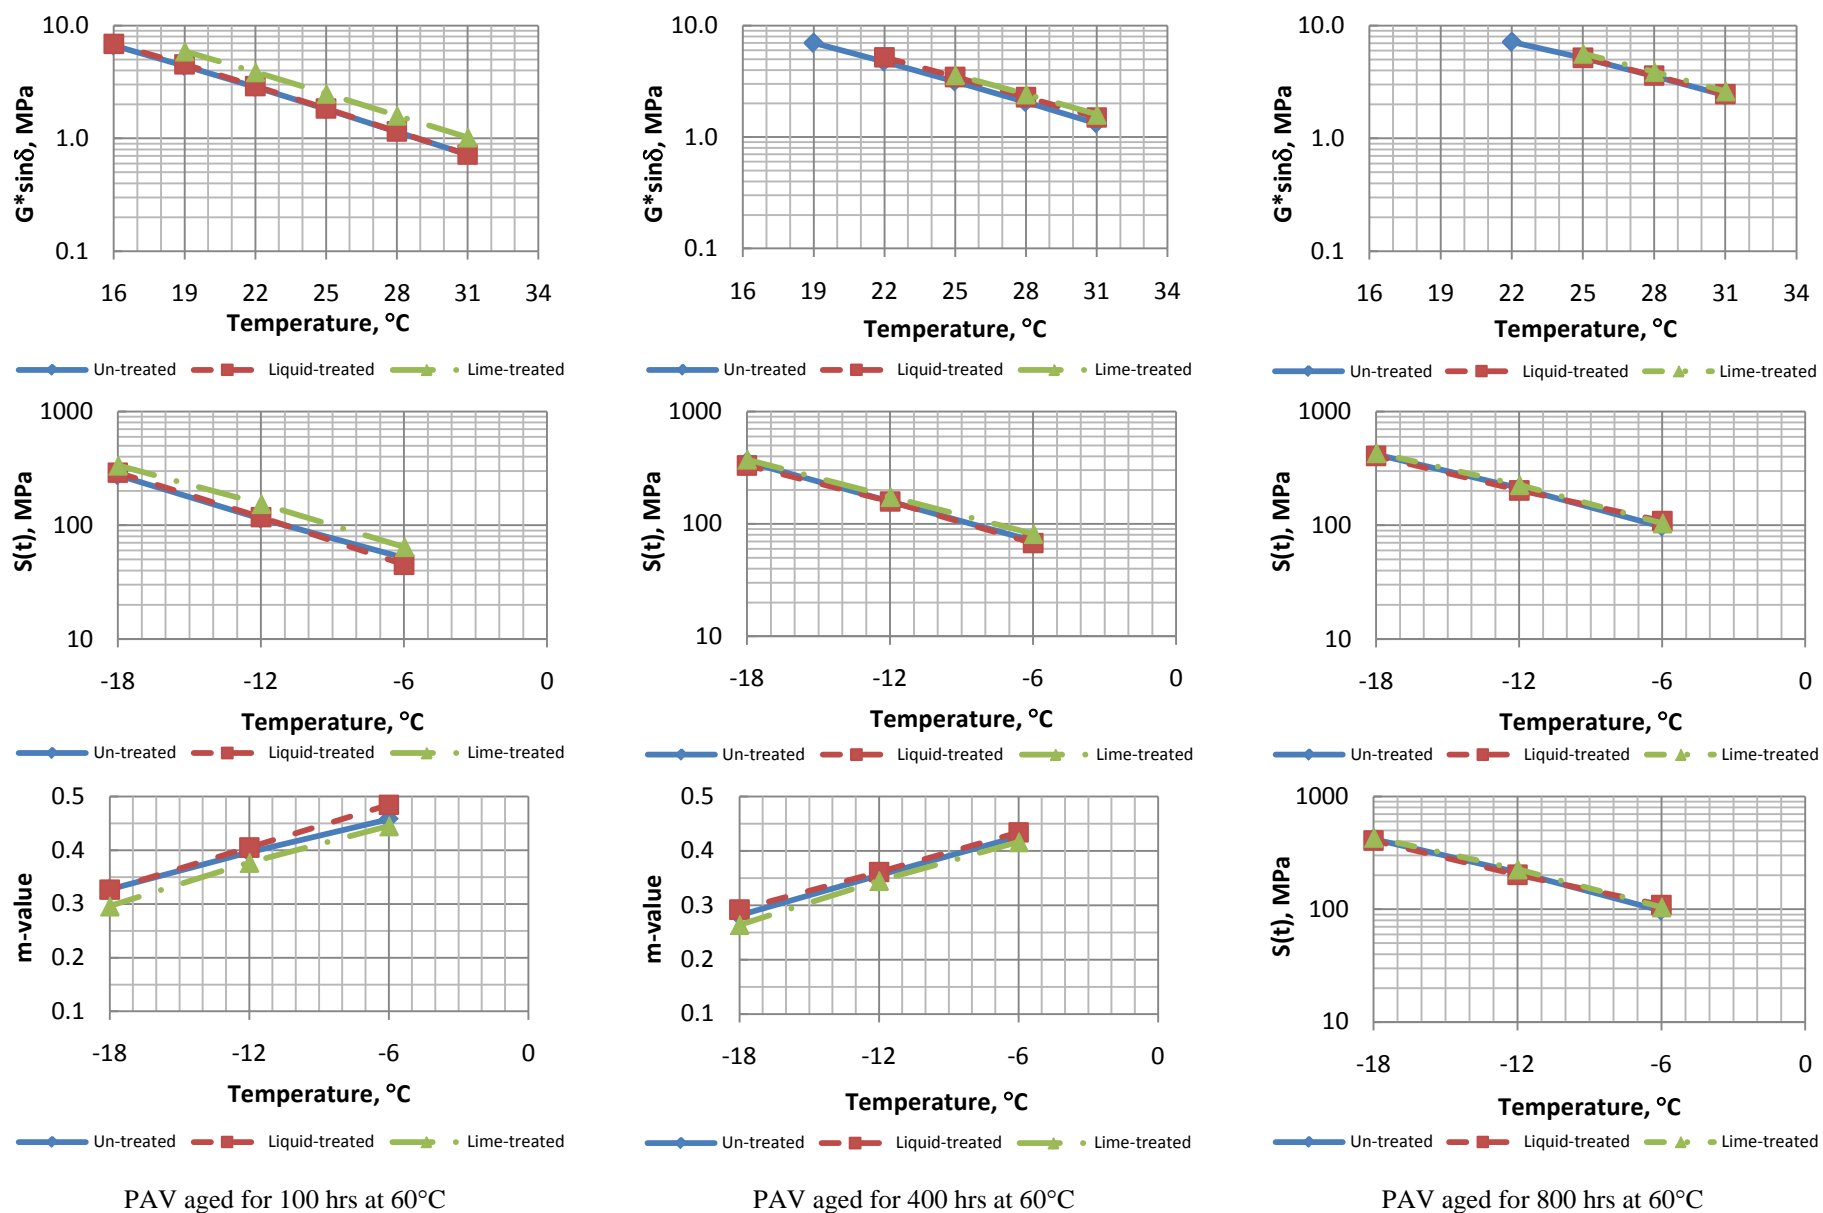 10.0 1.0 0.1
G*sinδ, MPa
16 19 22 25 28 31 34
Temperature, °C
Un-treated Liquid-treated Lime-treated
10.0 1.0 0.1
G*sinδ, MPa
16 19 22 25 28 31 34
Temperature, °C
Un-treated Liquid-treated Lime-treated
10.0 1.0 0.1
G*sinδ, MPa
16 19 22 25 28 31 34
Temperature, °C
Un-treated Liquid-treated Lime-treated
1000 100 10
S(t), MPa
-18 -12 -6 0
Temperature, °C
Un-treated Liquid-treated Lime-treated
1000 100 10
S(t), MPa
-18 -12 -6 0
Temperature, °C
Un-treated Liquid-treated Lime-treated
1000 100 10
S(t), MPa
-18 -12 -6 0
Temperature, °C
Un-treated Liquid-treated Lime-treated
0.5 0.4 0.3 0.2 0.1
m-value
-18 -12 -6 0
Temperature, °C
Un-treated Liquid-treated Lime-treated
0.5 0.4 0.3 0.2 0.1
m-value
-18 -12 -6 0
Temperature, °C
Un-treated Liquid-treated Lime-treated
1000 100 10
S(t), MPa
-18 -12 -6 0
Temperature, °C
Un-treated Liquid-treated Lime-treated
PAV aged for 100 hrs at 60°C
PAV aged for 400 hrs at 60°C
PAV aged for 800 hrs at 60°C